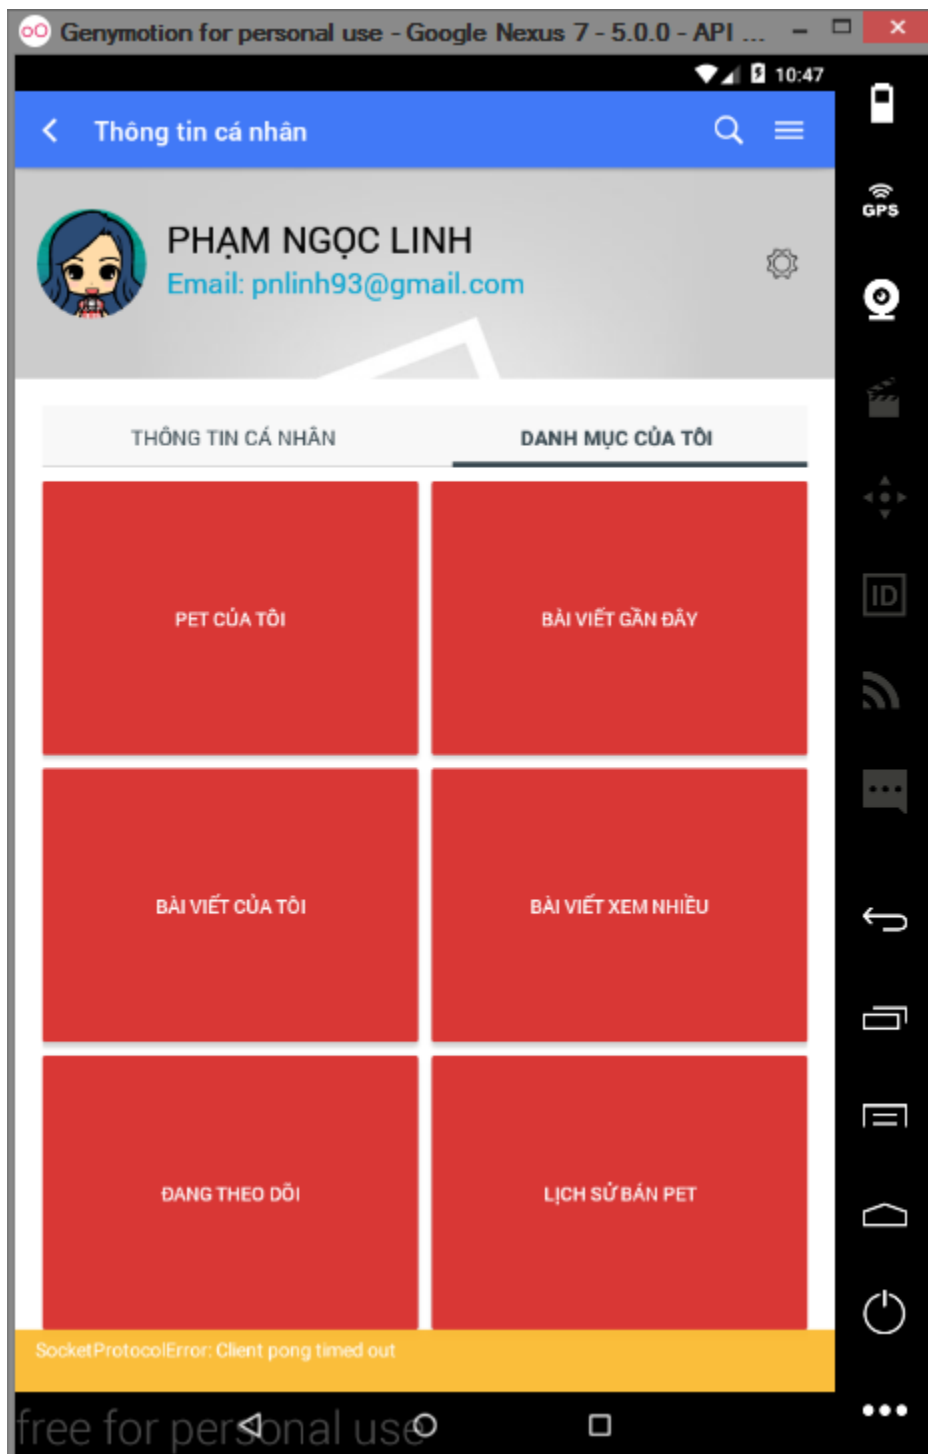 Genymotion for personal use - Google Nexus 7 - 5.0.0 - API ...
10:47
Thông tin cá nhân
PHẠM NGỌC LINH
Email: pnlinh93@gmail.com
GPS
THÔNG TIN CÁ NHÂN
DANH MỤC CỦA TÔI
PET CỦA TÔI
BÀI VIẾT GẦN ĐÂY
ID
BÀI VIẾT CỦA TÔI
BÀI VIẾT XEM NHIỀU
ĐANG THEO DÕI
LỊCH SỬ BÁN PET
SocketProtocolError: Client pong timed out
free for personal use